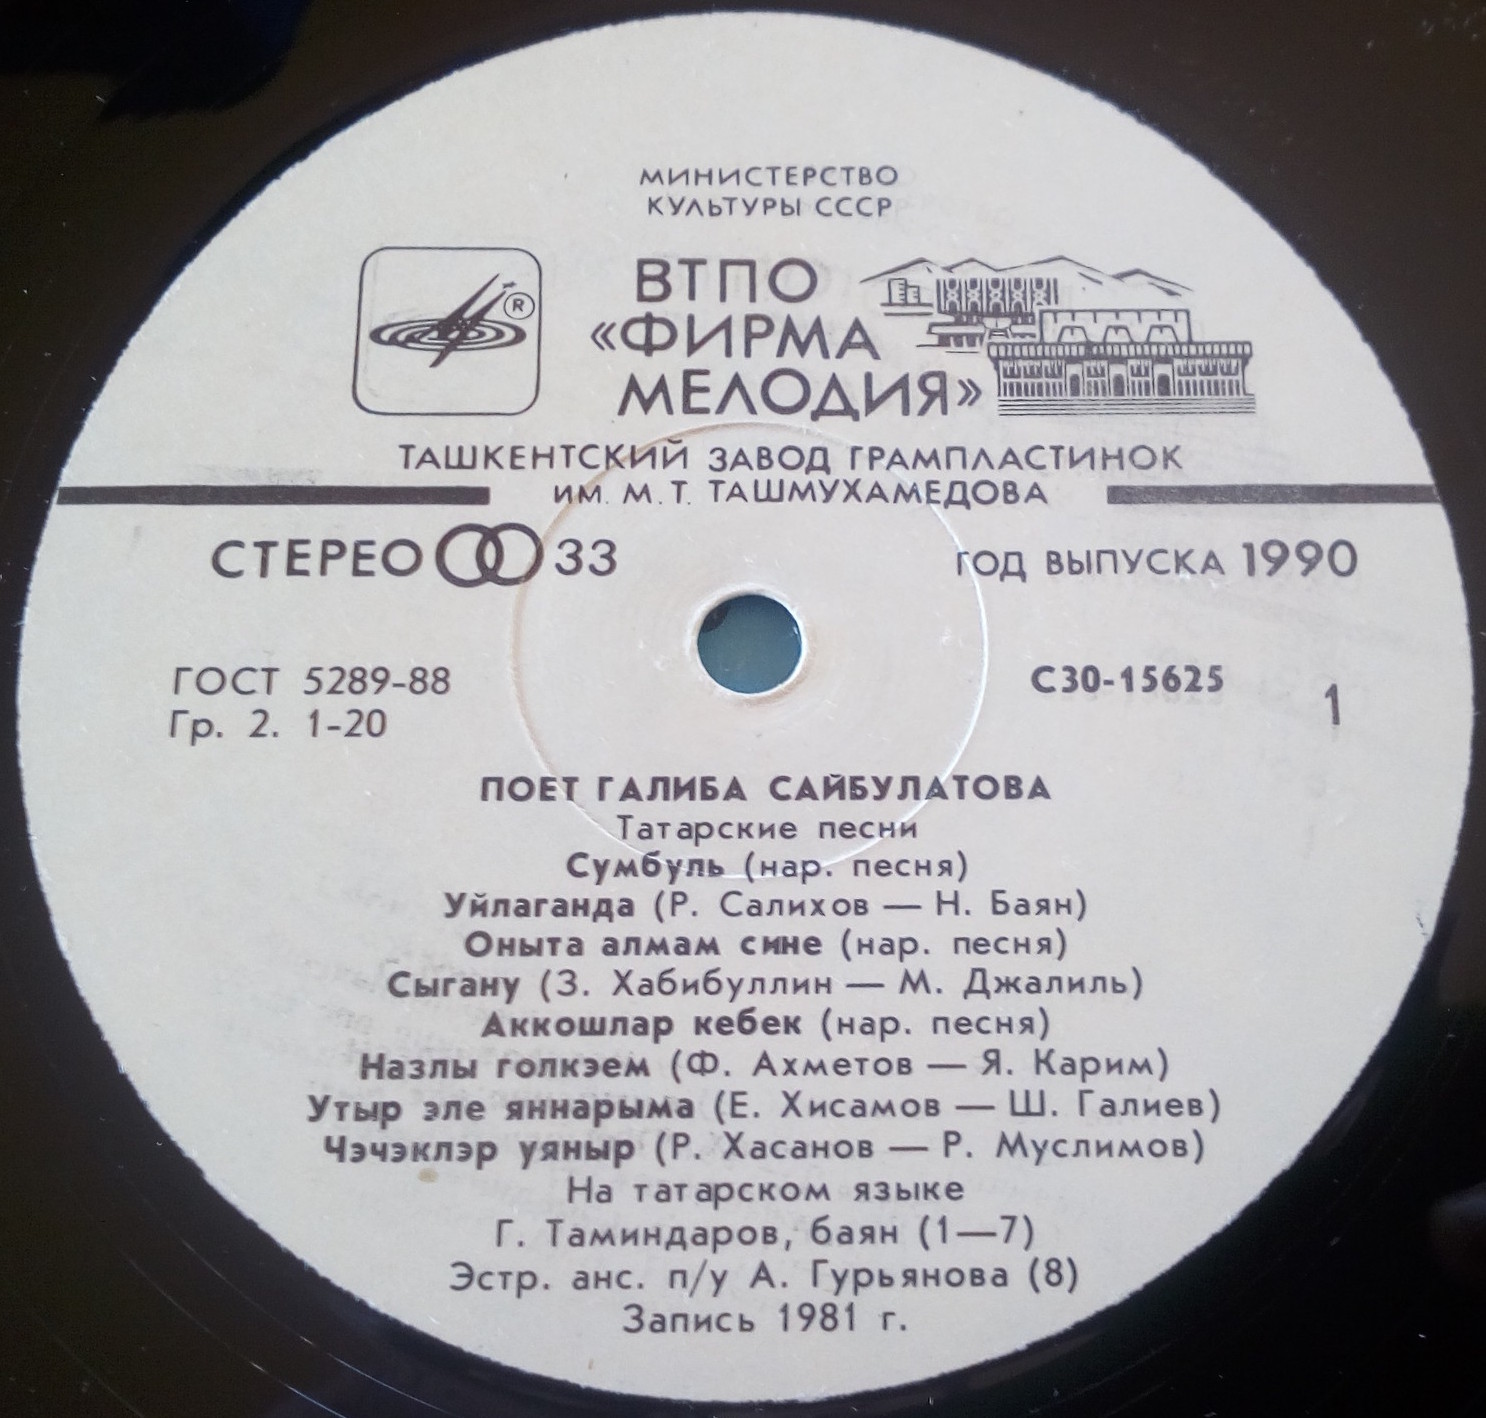 МИНИСТЕРСТВО
КУЛЬТУРЫ СССР
ВТПО
«ФИРМА
МЕЛОДИЯ»
R
ТАШКЕНТСКИЙ ЗАВОД ГРАМПЛАСТИНОК
ИМ. М. Т. ТАШМУХАМЕДОВА
СТЕРЕО 33
ГОД ВЫПУСКА 1990
ГОСТ 5289-88
Гр. 2. 1-20
С30-15625
1
ПОЕТ ГАЛИБА САЙБУЛАТОВА
Татарские песни
Сумбуль (нар. песня)
Уйлаганда (Р. Салихов — Н. Баян)
Оныта алмам сине (нар. песня)
Сыгану (З. Хабибуллин — М. Джалиль)
Аккошлар кебек (нар. песня)
Назлы голкэем (Ф. Ахметов — Я. Карим)
Утыр эле яннарыма (Е. Хисамов — Ш. Галиев)
Чэчэклэр уяныр (Р. Хасанов — Р. Муслимов)
На татарском языке
Г. Таминдаров, баян (1—7)
Эстр. анс. п/у А. Гурьянова (8)
Запись 1981 г.